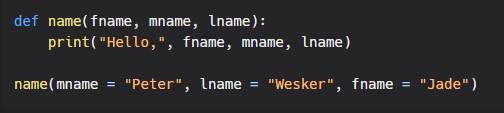 def name(fname, mname, lname):
    print("Hello,", fname, mname, lname)
name(mname = "Peter", lname = "Wesker", fname = "Jade")